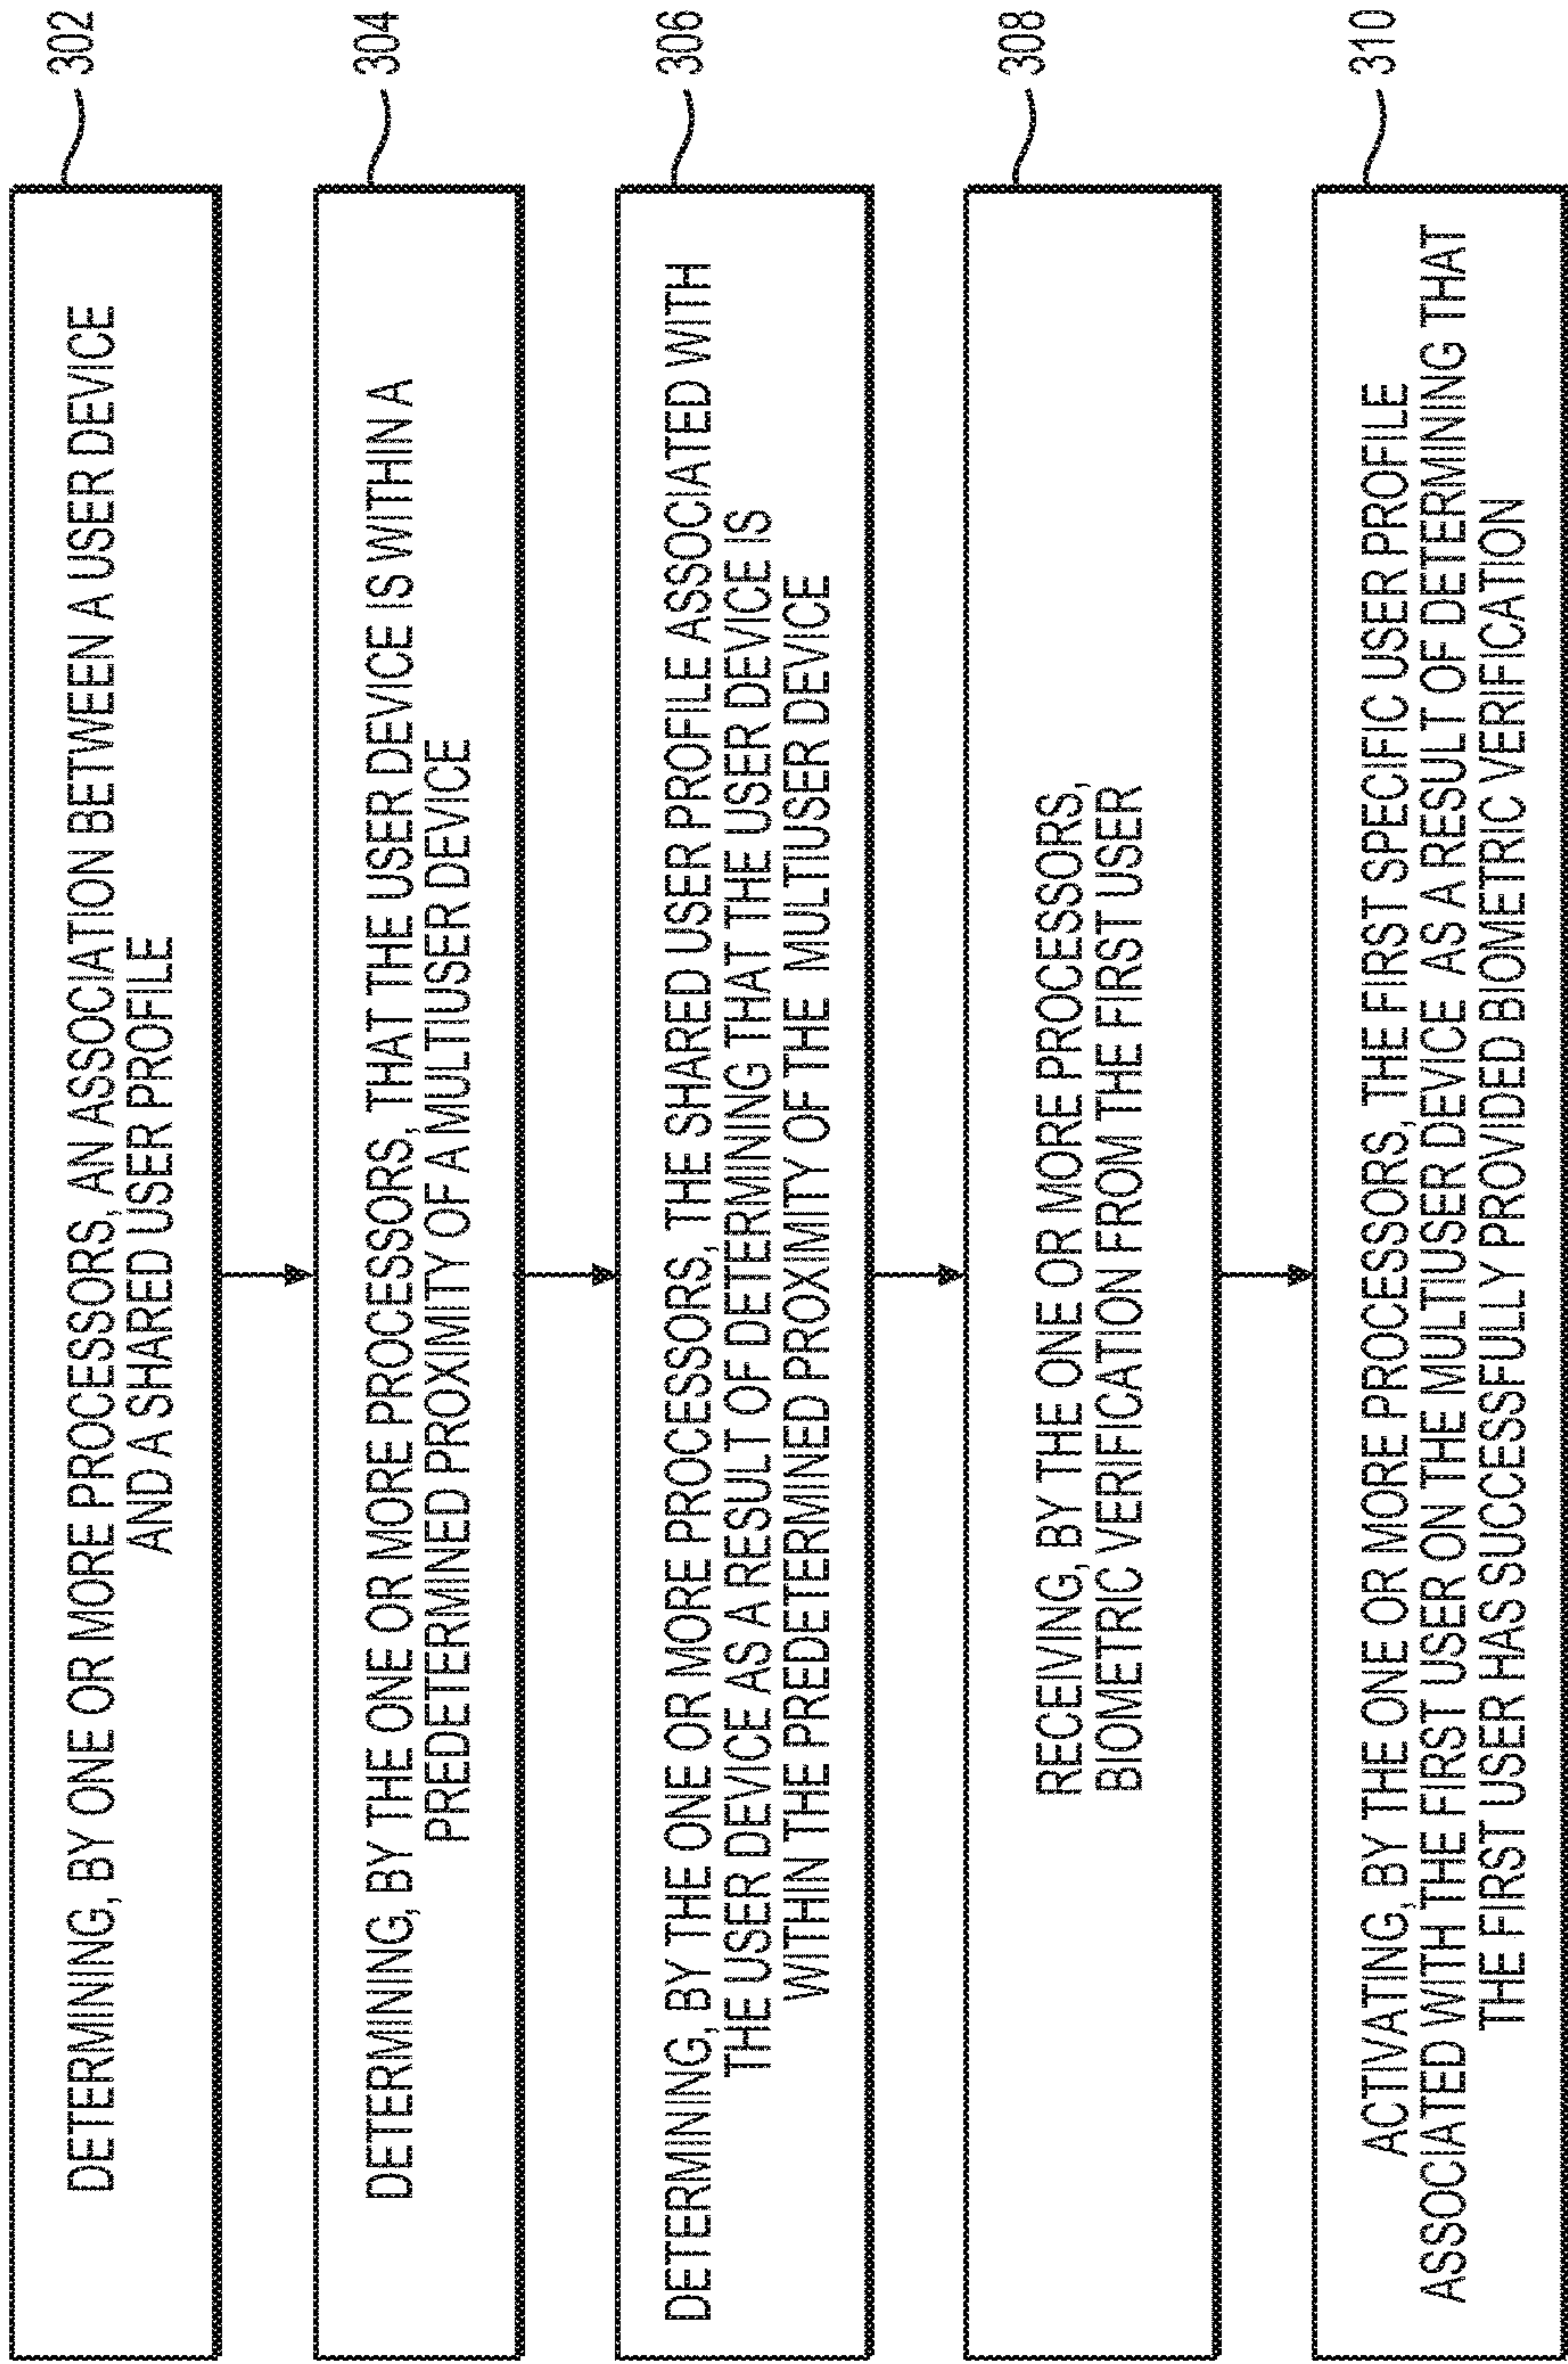 302
DETERMINING, BY ONE OR MORE PROCESSORS, AN ASSOCIATION BETWEEN A USER DEVICE
AND A SHARED USER PROFILE
304
DETERMINING, BY THE ONE OR MORE PROCESSORS, THAT THE USER DEVICE IS WITHIN A
PREDETERMINED PROXIMITY OF A MULTIUSER DEVICE
306
DETERMINING, BY THE ONE OR MORE PROCESSORS, THE SHARED USER PROFILE ASSOCIATED WITH
THE USER DEVICE AS A RESULT OF DETERMINING THAT THE USER DEVICE IS
WITHIN THE PREDETERMINED PROXIMITY OF THE MULTIUSER DEVICE
308
RECEIVING, BY THE ONE OR MORE PROCESSORS,
BIOMETRIC VERIFICATION FROM THE FIRST USER
310
ACTIVATING, BY THE ONE OR MORE PROCESSORS, THE FIRST SPECIFIC USER PROFILE
ASSOCIATED WITH THE FIRST USER ON THE MULTIUSER DEVICE AS A RESULT OF DETERMINING THAT
THE FIRST USER HAS SUCCESSFULLY PROVIDED BIOMETRIC VERIFICATION